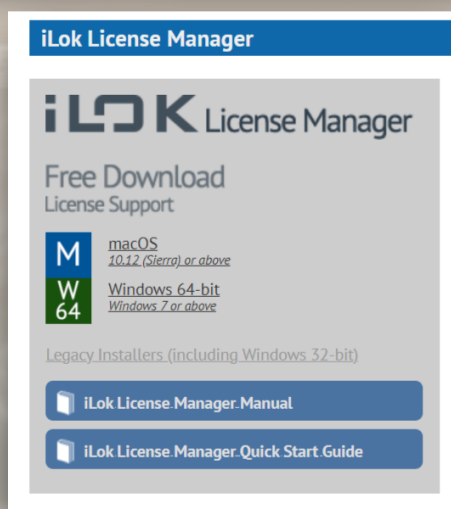 iLok License Manager
iLOK License Manager
Free Download
License Support
M
macOS
10.12 (Sierra) or above
W
64
Windows 64-bit
Windows 7 or above
Legacy Installers (including Windows 32-bit)
iLok License Manager Manual
iLok License Manager Quick Start Guide